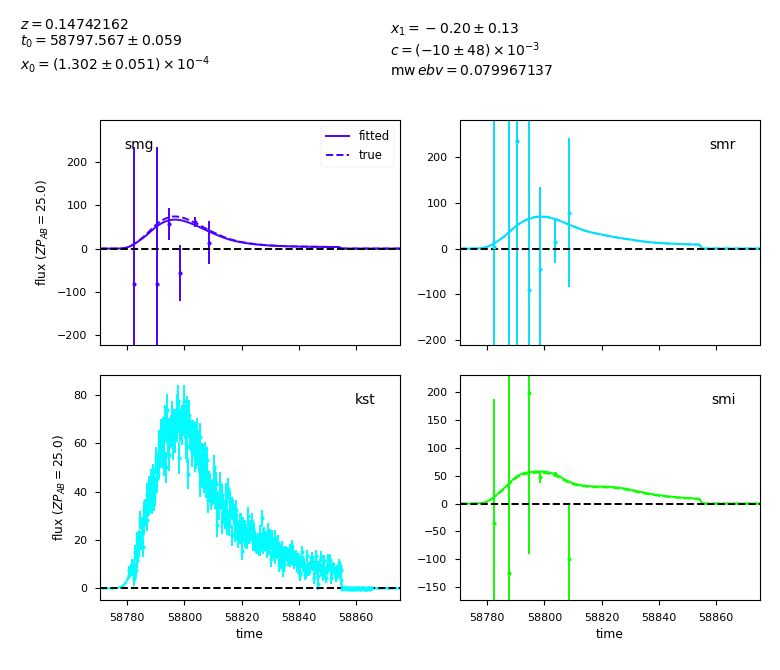 z = 0.14742162
t₀ = 58797.567 ± 0.059
x₀ = (1.302 ± 0.051) × 10⁻⁴
x₁ = −0.20 ± 0.13
c = (−10 ± 48) × 10⁻³
mw ebv = 0.079967137
smg
fitted
true
200
100
0
−100
−200
flux (ZP_AB = 25.0)
smr
200
100
0
−100
−200
kst
80
60
40
20
0
flux (ZP_AB = 25.0)
58780 58800 58820 58840 58860
time
smi
200
150
100
50
0
−50
−100
−150
58780 58800 58820 58840 58860
time